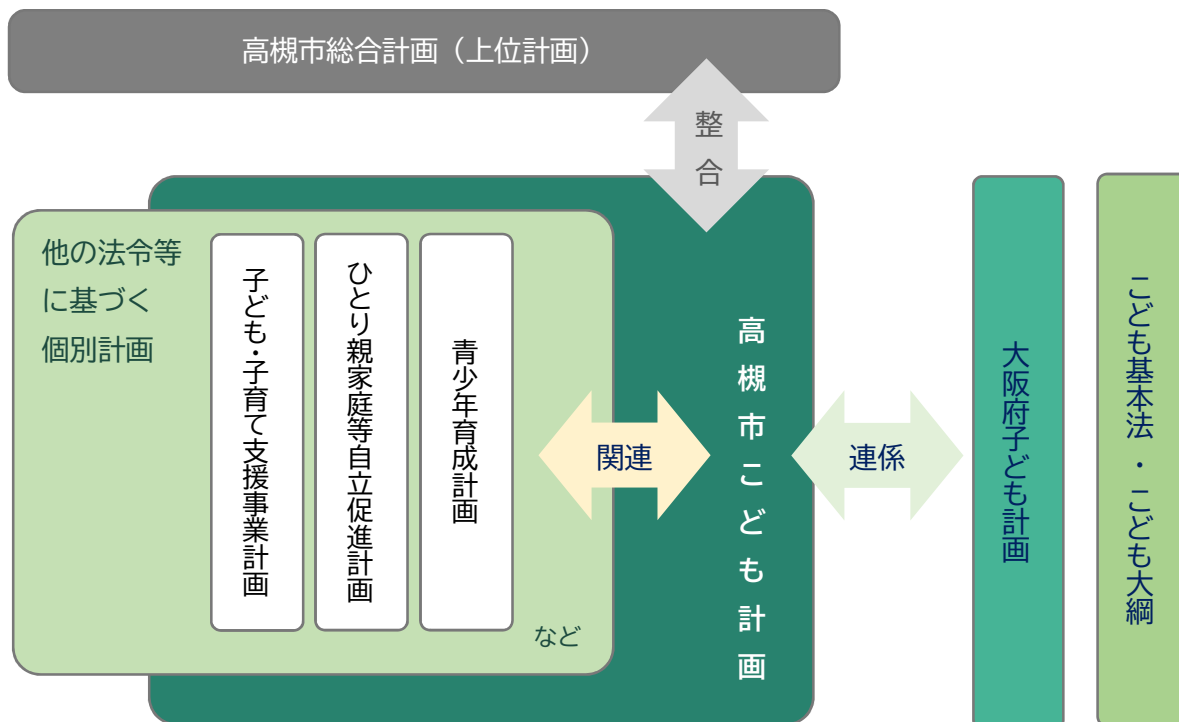 高槻市総合計画（上位計画）
整合
他の法令等
に基づく
個別計画
子ども・子育て支援事業計画
ひとり親家庭等自立促進計画
青少年育成計画
など
関連
高槻市こども計画
連係
大阪府子ども計画
こども基本法・こども大綱